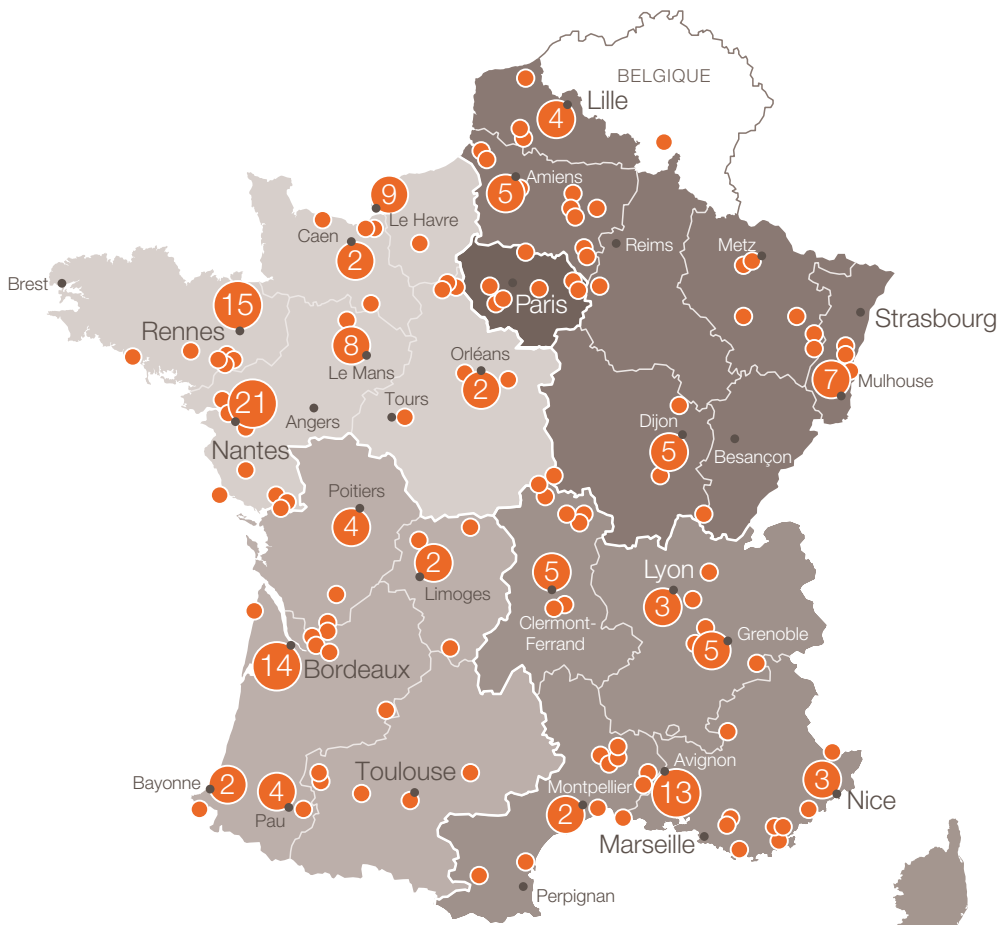 BELGIQUE
Lille
4
Amiens
5
9
Le Havre
Caen
2
Reims
Metz
Brest
15
Rennes
Paris
Strasbourg
8
Le Mans
Orléans
2
7
Mulhouse
21
Nantes
Angers
Tours
Dijon
5
Besançon
Poitiers
4
2
Limoges
5
Clermont-
Ferrand
Lyon
3
Grenoble
5
14
Bordeaux
Bayonne
2
4
Pau
Toulouse
Montpellier
2
Avignon
13
Marseille
3
Nice
Perpignan